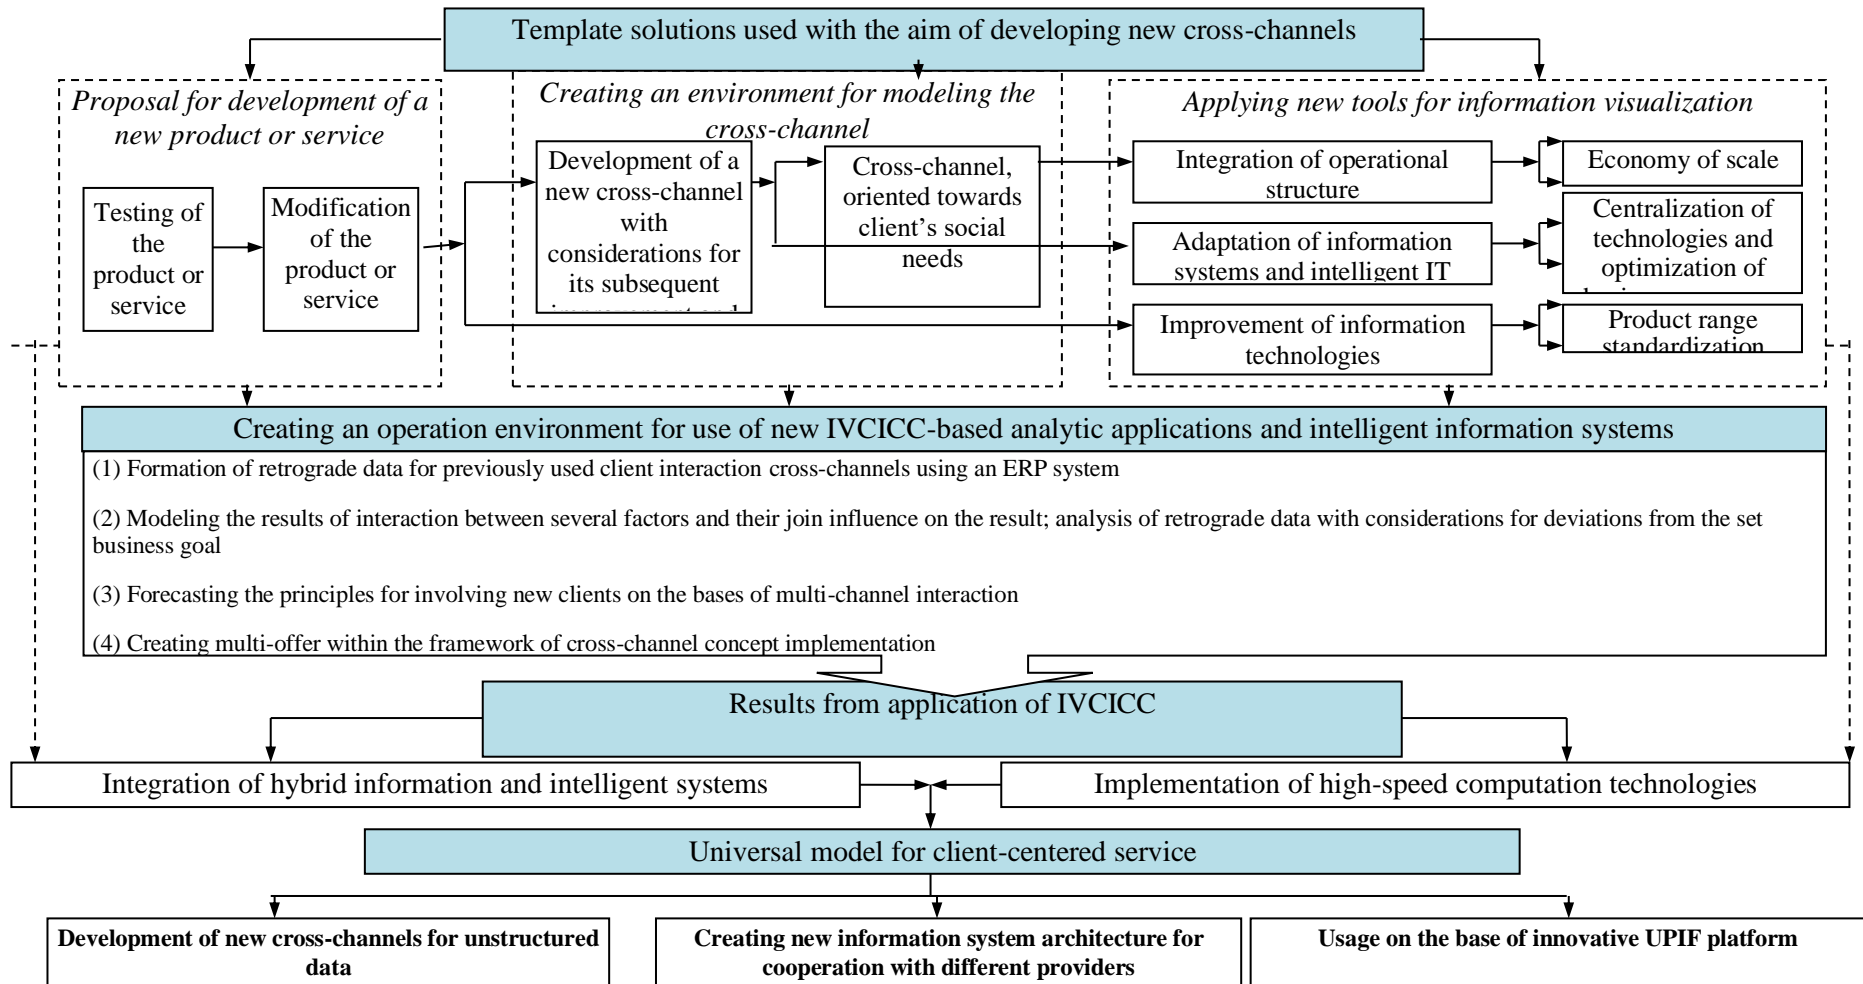 Template solutions used with the aim of developing new cross-channels
Proposal for development of a
new product or service
Testing of
the
product or
service
Modification
of the
product or
service
Creating an environment for modeling the
cross-channel
Development of a
new cross-channel
with
considerations for
its subsequent
Cross-channel,
oriented towards
client's social
needs
Applying new tools for information visualization
Integration of operational
structure
Economy of scale
Adaptation of information
systems and intelligent IT
Centralization of
technologies and
optimization of
Improvement of information
technologies
Product range
standardization
Creating an operation environment for use of new IVCICC-based analytic applications and intelligent information systems
(1) Formation of retrograde data for previously used client interaction cross-channels using an ERP system
(2) Modeling the results of interaction between several factors and their join influence on the result; analysis of retrograde data with considerations for deviations from the set
business goal
(3) Forecasting the principles for involving new clients on the bases of multi-channel interaction
(4) Creating multi-offer within the framework of cross-channel concept implementation
Results from application of IVCICC
Integration of hybrid information and intelligent systems
Implementation of high-speed computation technologies
Universal model for client-centered service
Development of new cross-channels for unstructured
data
Creating new information system architecture for
cooperation with different providers
Usage on the base of innovative UPIF platform